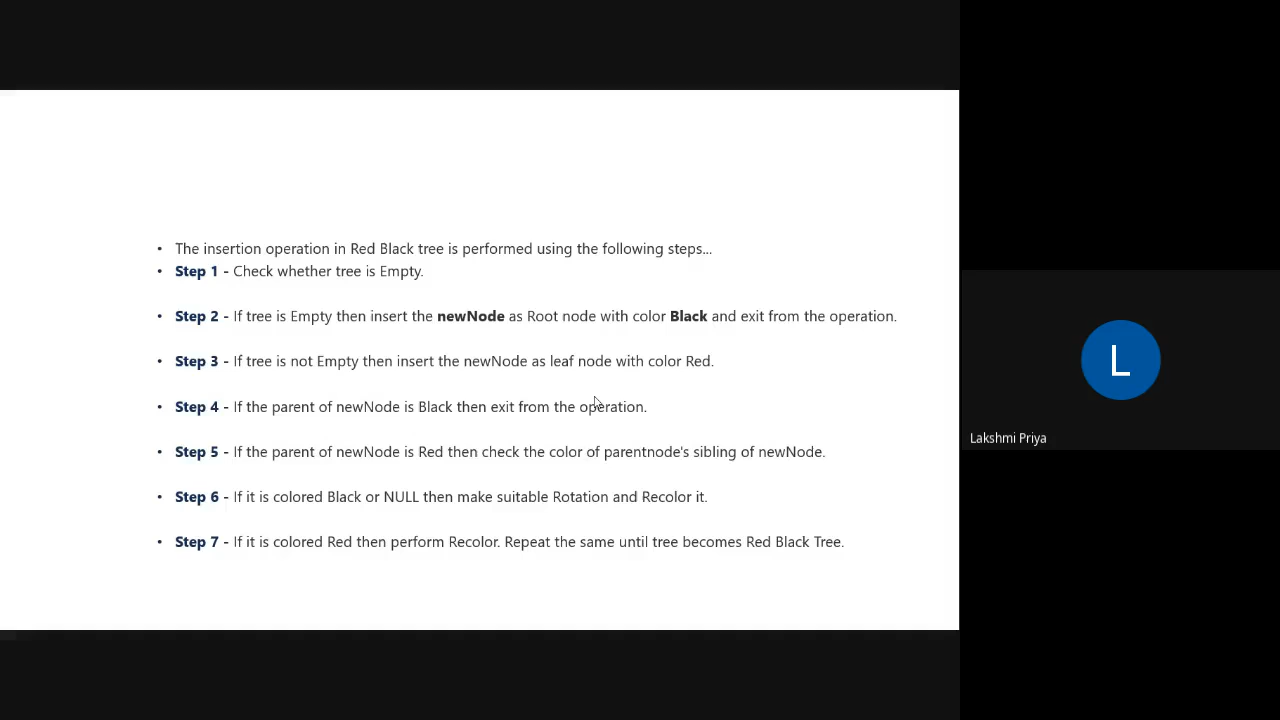 • The insertion operation in Red Black tree is performed using the following steps...
• Step 1 - Check whether tree is Empty.
• Step 2 - If tree is Empty then insert the newNode as Root node with color Black and exit from the operation.
• Step 3 - If tree is not Empty then insert the newNode as leaf node with color Red.
• Step 4 - If the parent of newNode is Black then exit from the operation.
• Step 5 - If the parent of newNode is Red then check the color of parentnode's sibling of newNode.
• Step 6 - If it is colored Black or NULL then make suitable Rotation and Recolor it.
• Step 7 - If it is colored Red then perform Recolor. Repeat the same until tree becomes Red Black Tree.
L
Lakshmi Priya